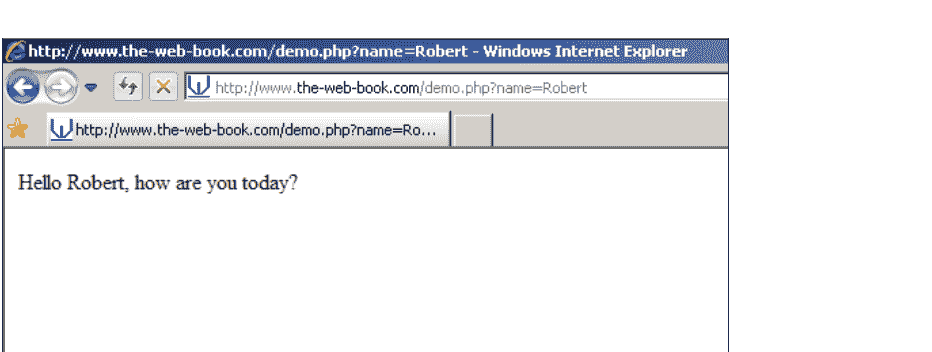 http://www.the-web-book.com/demo.php?name=Robert - Windows Internet Explorer
http://www.the-web-book.com/demo.php?name=Robert
http://www.the-web-book.com/demo.php?name=Ro...
Hello Robert, how are you today?